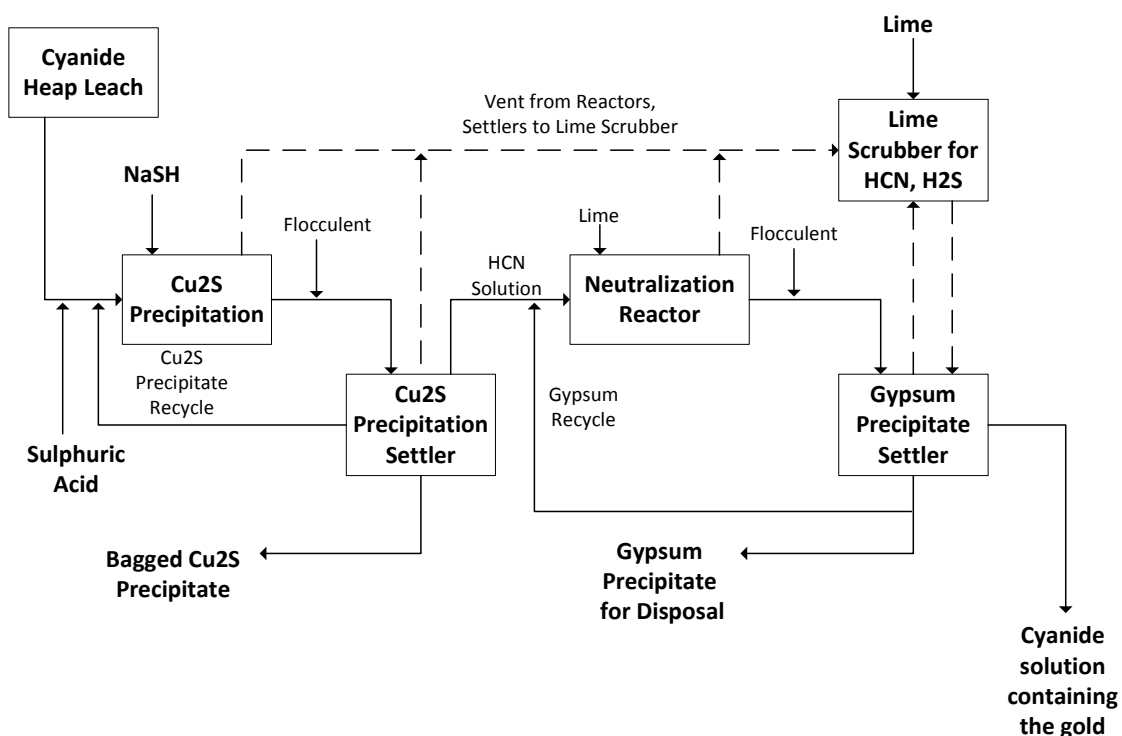 Cyanide
Heap Leach
Lime
Vent from Reactors,
Settlers to Lime Scrubber
Lime
Scrubber for
HCN, H2S
NaSH
Flocculent
Lime
Flocculent
Cu2S
Precipitation
HCN
Solution
Neutralization
Reactor
Cu2S
Precipitate
Recycle
Cu2S
Precipitation
Settler
Gypsum
Recycle
Gypsum
Precipitate
Settler
Sulphuric
Acid
Bagged Cu2S
Precipitate
Gypsum
Precipitate
for Disposal
Cyanide
solution
containing
the gold